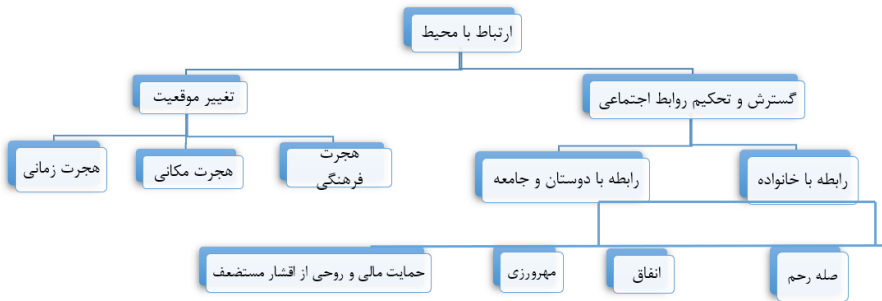 ارتباط با محیط
گسترش و تحکیم روابط اجتماعی
تغییر موقعیت
رابطه با خانواده
رابطه با دوستان و جامعه
هجرت
فرهنگی
هجرت مکانی
هجرت زمانی
صله رحم
انفاق
مهرورزی
حمایت مالی و روحی از اقشار مستضعف